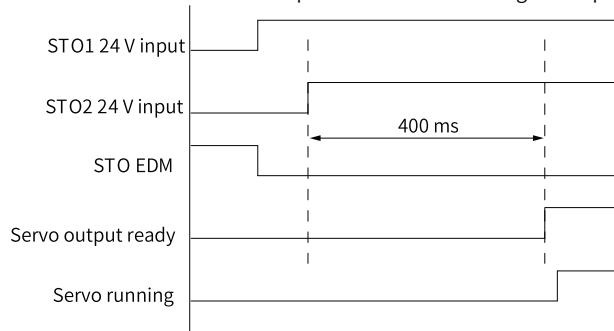 STO1 24 V input
STO2 24 V input
400 ms
STO EDM
Servo output ready
Servo running